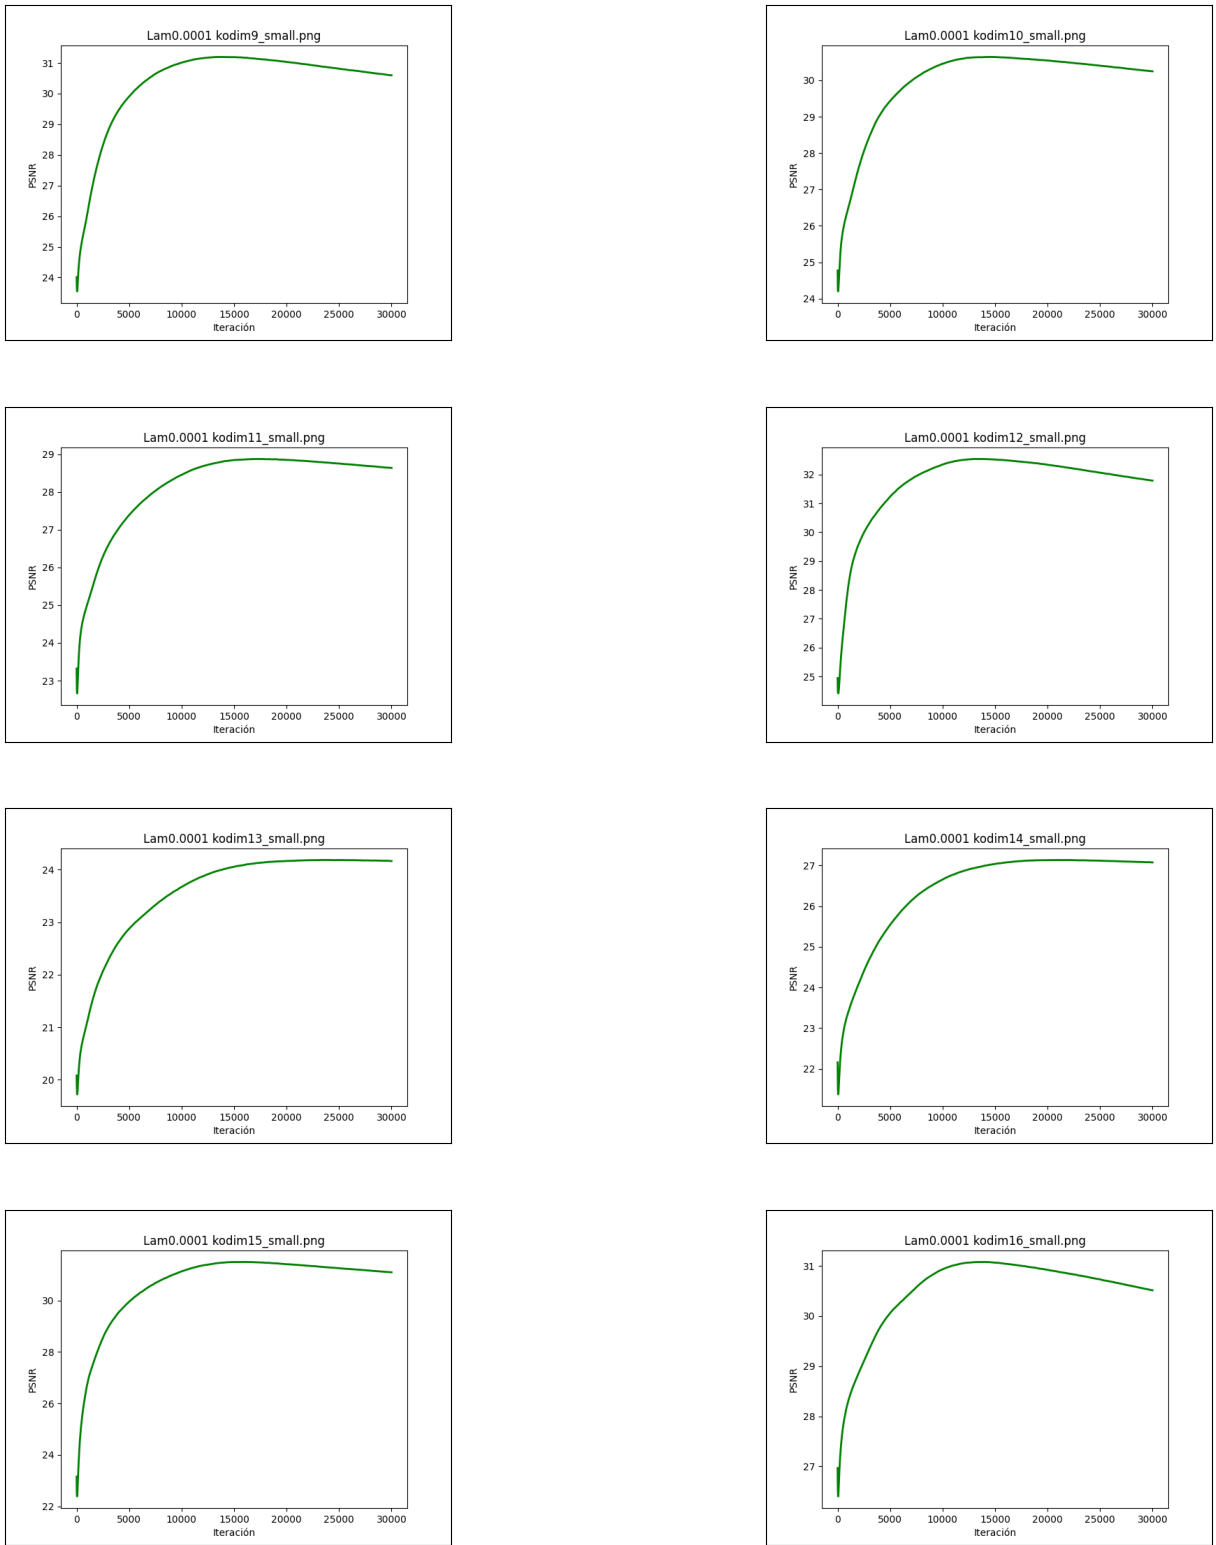 Lam0.0001 kodim9_small.png
31
30
29
28
27
26
25
24
PSNR
0 5000 10000 15000 20000 25000 30000
Iteración
Lam0.0001 kodim10_small.png
30
29
28
27
26
25
24
PSNR
0 5000 10000 15000 20000 25000 30000
Iteración
Lam0.0001 kodim11_small.png
29
28
27
26
25
24
23
PSNR
0 5000 10000 15000 20000 25000 30000
Iteración
Lam0.0001 kodim12_small.png
32
31
30
29
28
27
26
25
PSNR
0 5000 10000 15000 20000 25000 30000
Iteración
Lam0.0001 kodim13_small.png
24
23
22
21
20
PSNR
0 5000 10000 15000 20000 25000 30000
Iteración
Lam0.0001 kodim14_small.png
27
26
25
24
23
22
PSNR
0 5000 10000 15000 20000 25000 30000
Iteración
Lam0.0001 kodim15_small.png
30
28
26
24
22
PSNR
0 5000 10000 15000 20000 25000 30000
Iteración
Lam0.0001 kodim16_small.png
31
30
29
28
27
PSNR
0 5000 10000 15000 20000 25000 30000
Iteración